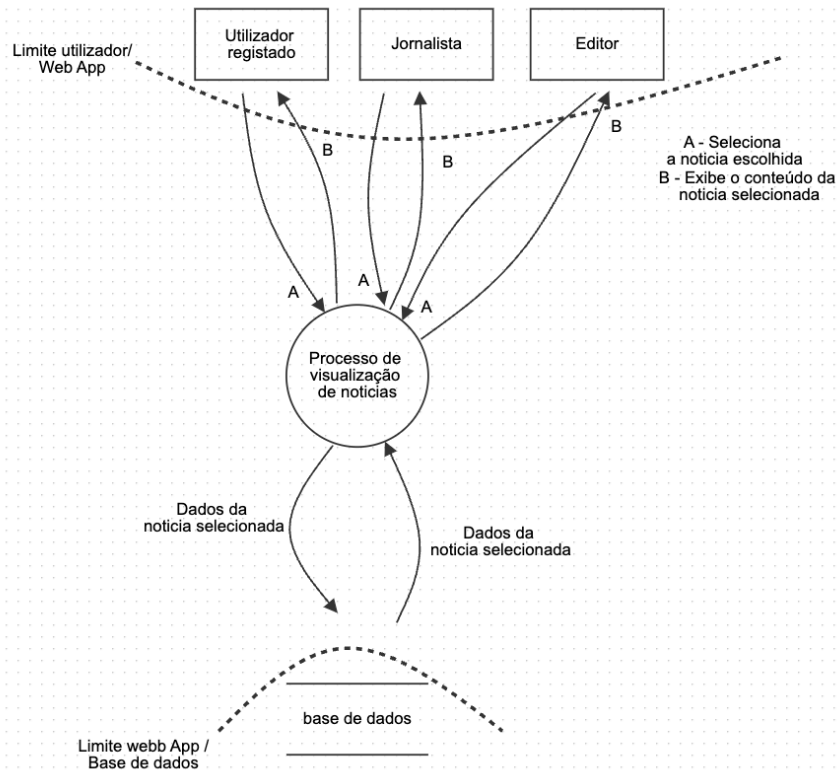 Utilizador
registado
Jornalista
Editor
Limite utilizador/
Web App
B
B
B
A - Seleciona
a noticia escolhida
B - Exibe o conteúdo da
noticia selecionada
A
A
A
Processo de
visualização
de noticias
Dados da
noticia selecionada
Dados da
noticia selecionada
base de dados
Limite webb App /
Base de dados